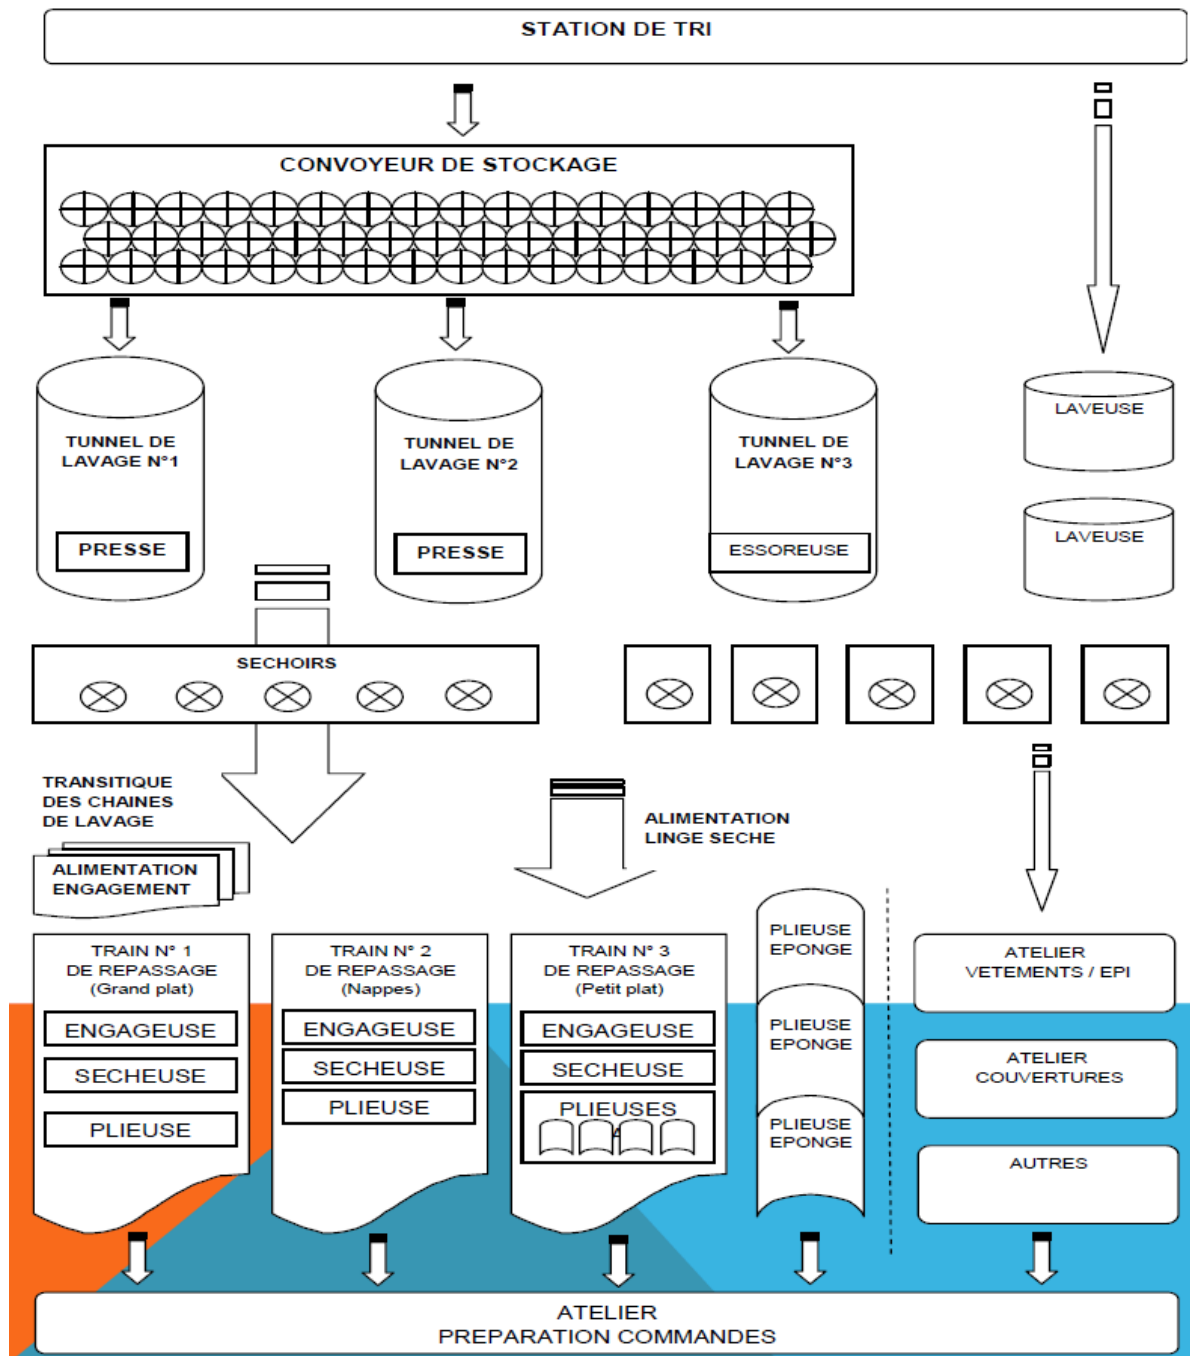 STATION DE TRI
CONVOYEUR DE STOCKAGE
TUNNEL DE
LAVAGE N°1
PRESSE
TUNNEL DE
LAVAGE N°2
PRESSE
TUNNEL DE
LAVAGE N°3
ESSOREUSE
LAVEUSE
LAVEUSE
SECHOIRS
TRANSITIQUE
DES CHAINES
DE LAVAGE
ALIMENTATION
LINGE SECHE
ALIMENTATION
ENGAGEMENT
TRAIN N° 1
DE REPASSAGE
(Grand plat)
ENGAGEUSE
SECHEUSE
PLIEUSE
TRAIN N° 2
DE REPASSAGE
(Nappes)
ENGAGEUSE
SECHEUSE
PLIEUSE
TRAIN N° 3
DE REPASSAGE
(Petit plat)
ENGAGEUSE
SECHEUSE
PLIEUSES
PLIEUSE
EPONGE
PLIEUSE
EPONGE
PLIEUSE
EPONGE
ATELIER
VETEMENTS / EPI
ATELIER
COUVERTURES
AUTRES
ATELIER
PREPARATION COMMANDES